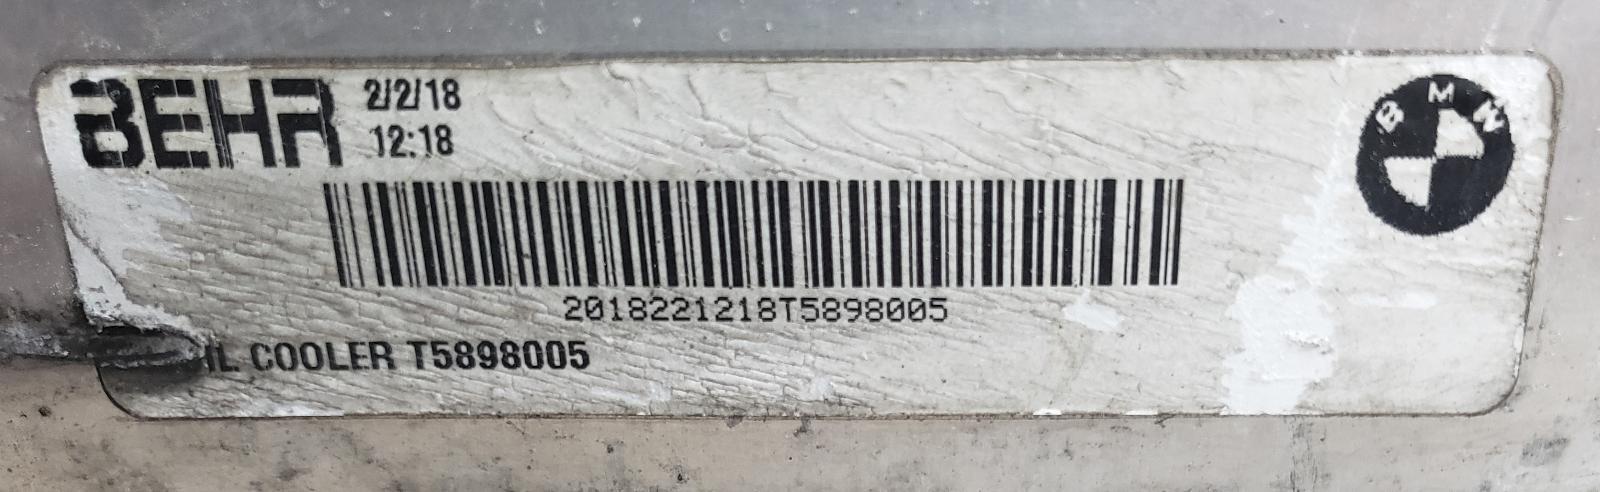 BEHR
2/2/18
12:18
BMW
2018221218T5898005
IL COOLER T5898005